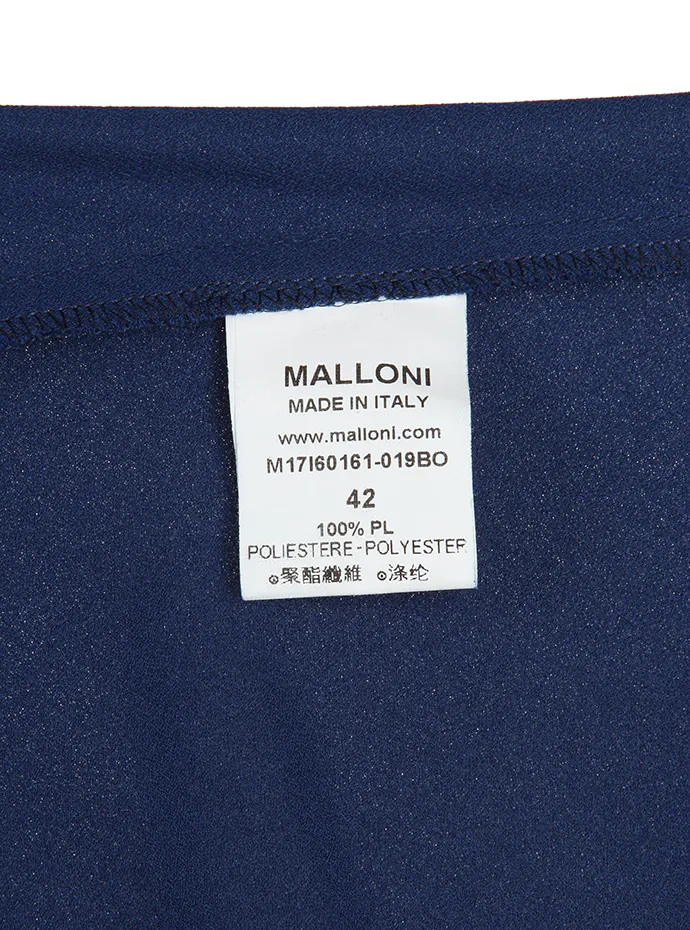 MALLONI
MADE IN ITALY
www.malloni.com
M17I60161-019BO
42
100% PL
POLIESTERE-POLYESTER
⊙聚酯纖維 ⊙涤纶